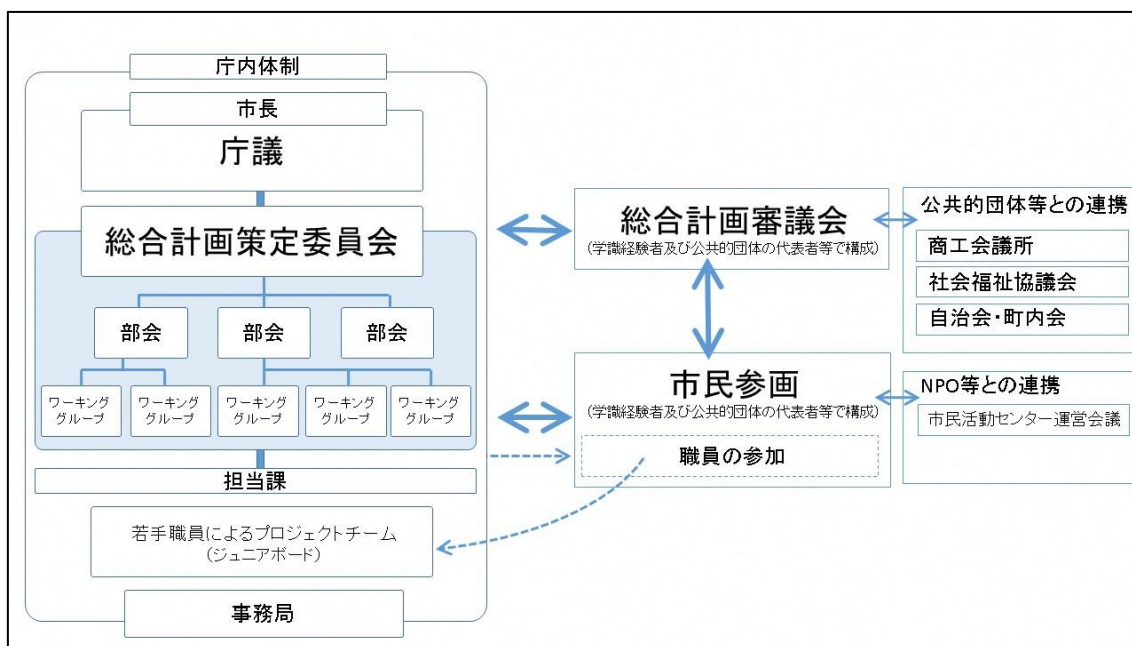 庁内体制
市長
庁議
総合計画策定委員会
部会
部会
部会
ワーキング
グループ
ワーキング
グループ
ワーキング
グループ
ワーキング
グループ
ワーキング
グループ
担当課
若手職員によるプロジェクトチーム
(ジュニアボード)
事務局
総合計画審議会
(学識経験者及び公共的団体の代表者等で構成)
市民参画
(学識経験者及び公共的団体の代表者等で構成)
職員の参加
公共的団体等との連携
商工会議所
社会福祉協議会
自治会・町内会
NPO等との連携
市民活動センター運営会議